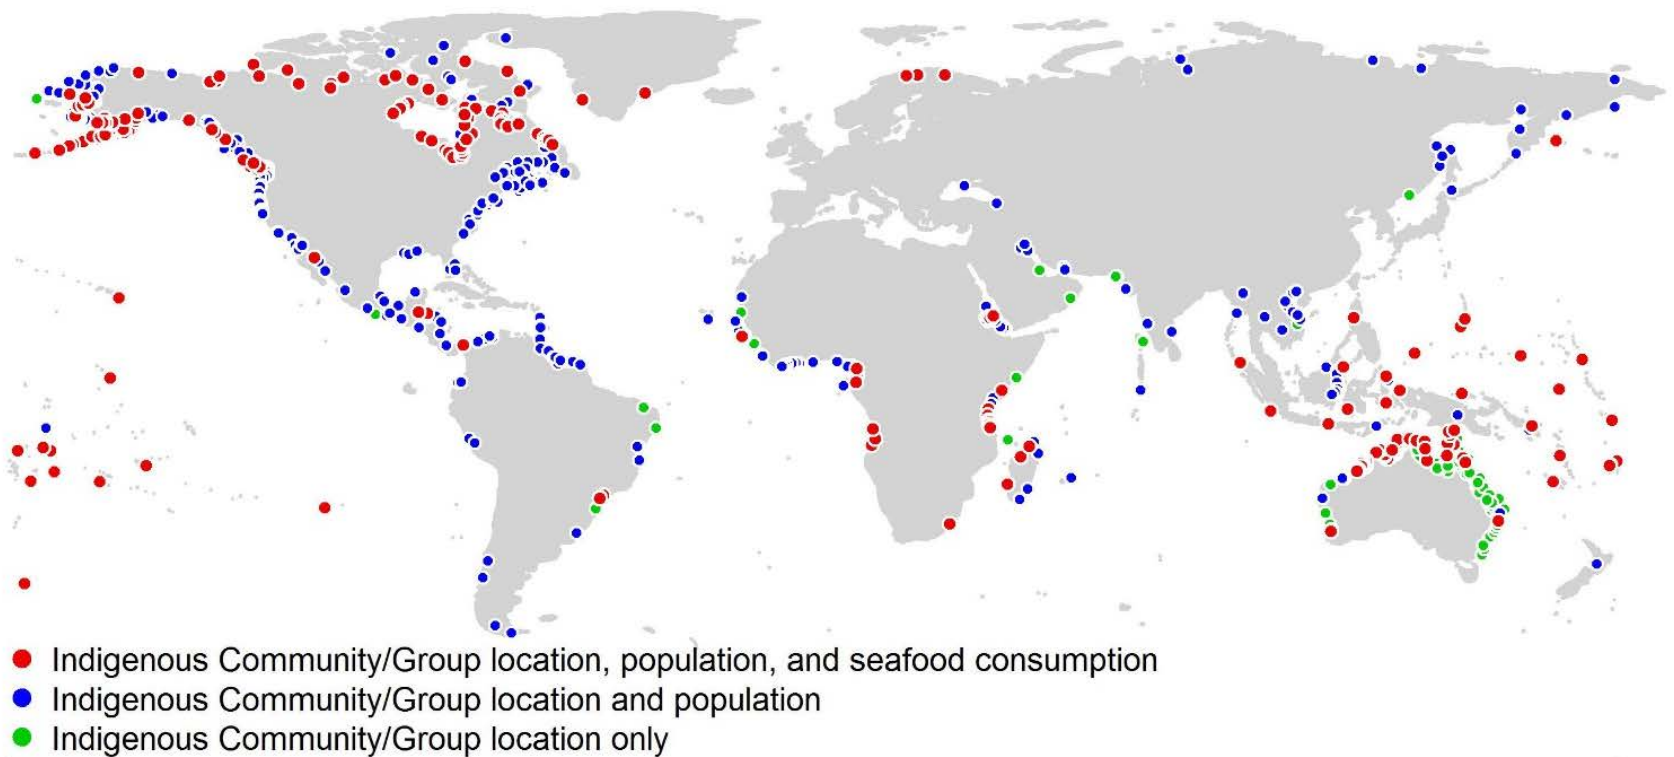 Indigenous Community/Group location, population, and seafood consumption
Indigenous Community/Group location and population
Indigenous Community/Group location only